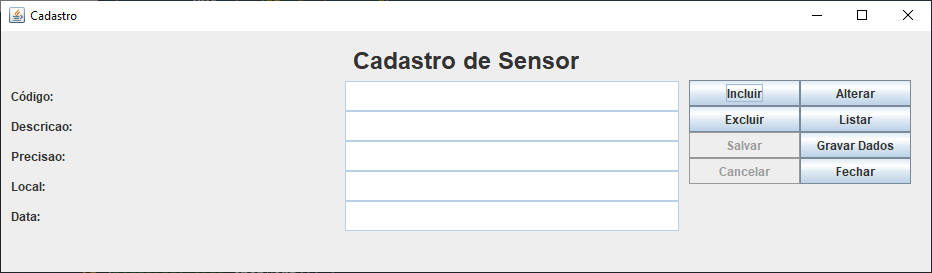 Cadastro
Cadastro de Sensor
Código:
Descricao:
Precisao:
Local:
Data:
Incluir Alterar
Excluir Listar
Salvar Gravar Dados
Cancelar Fechar